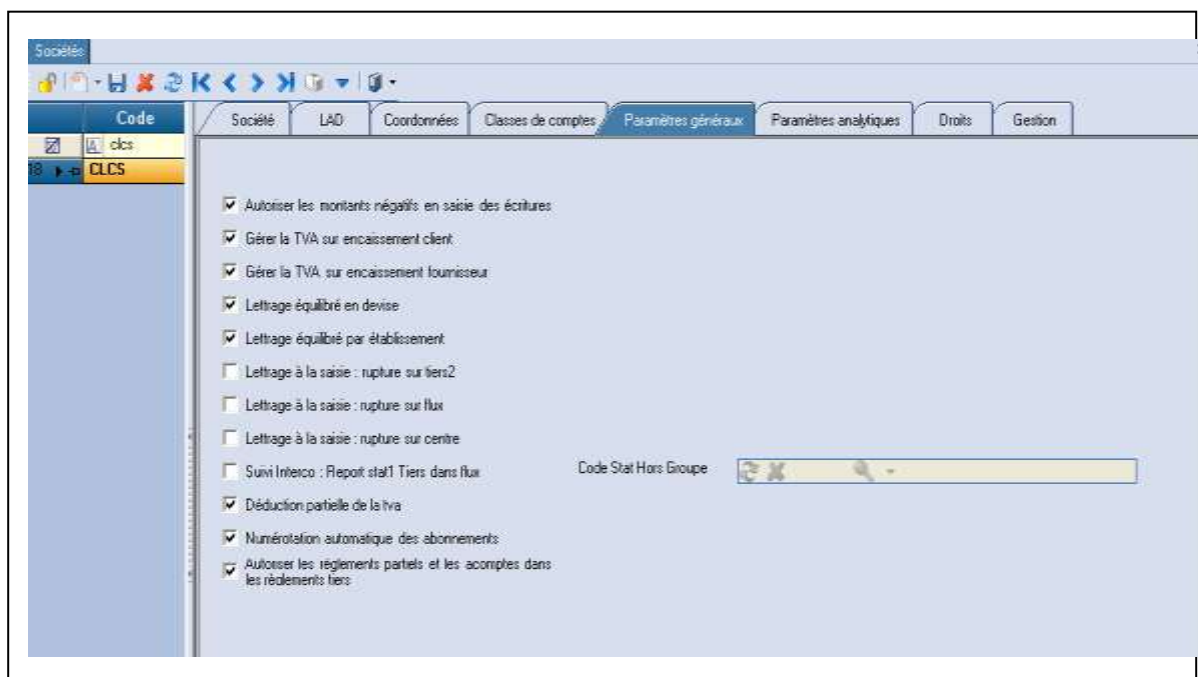 Sociétés
Code
Société LAD Coordonnées Classes de comptes Paramètres généraux Paramètres analytiques Droits Gestion
A clcs
18 CLCS
Autoriser les montants négatifs en saisie des écritures
Gérer la TVA sur encaissement client
Gérer la TVA sur encaissement fournisseur
Lettrage équilibré en devise
Lettrage équilibré par établissement
Lettrage à la saisie : rupture sur tiers2
Lettrage à la saisie : rupture sur flux
Lettrage à la saisie : rupture sur centre
Suivi Interco : Report stat1 Tiers dans flux Code Stat Hors Groupe
Déduction partielle de la tva
Numérotation automatique des abonnements
Autoriser les réglements partiels et les acomptes dans
les règlements tiers